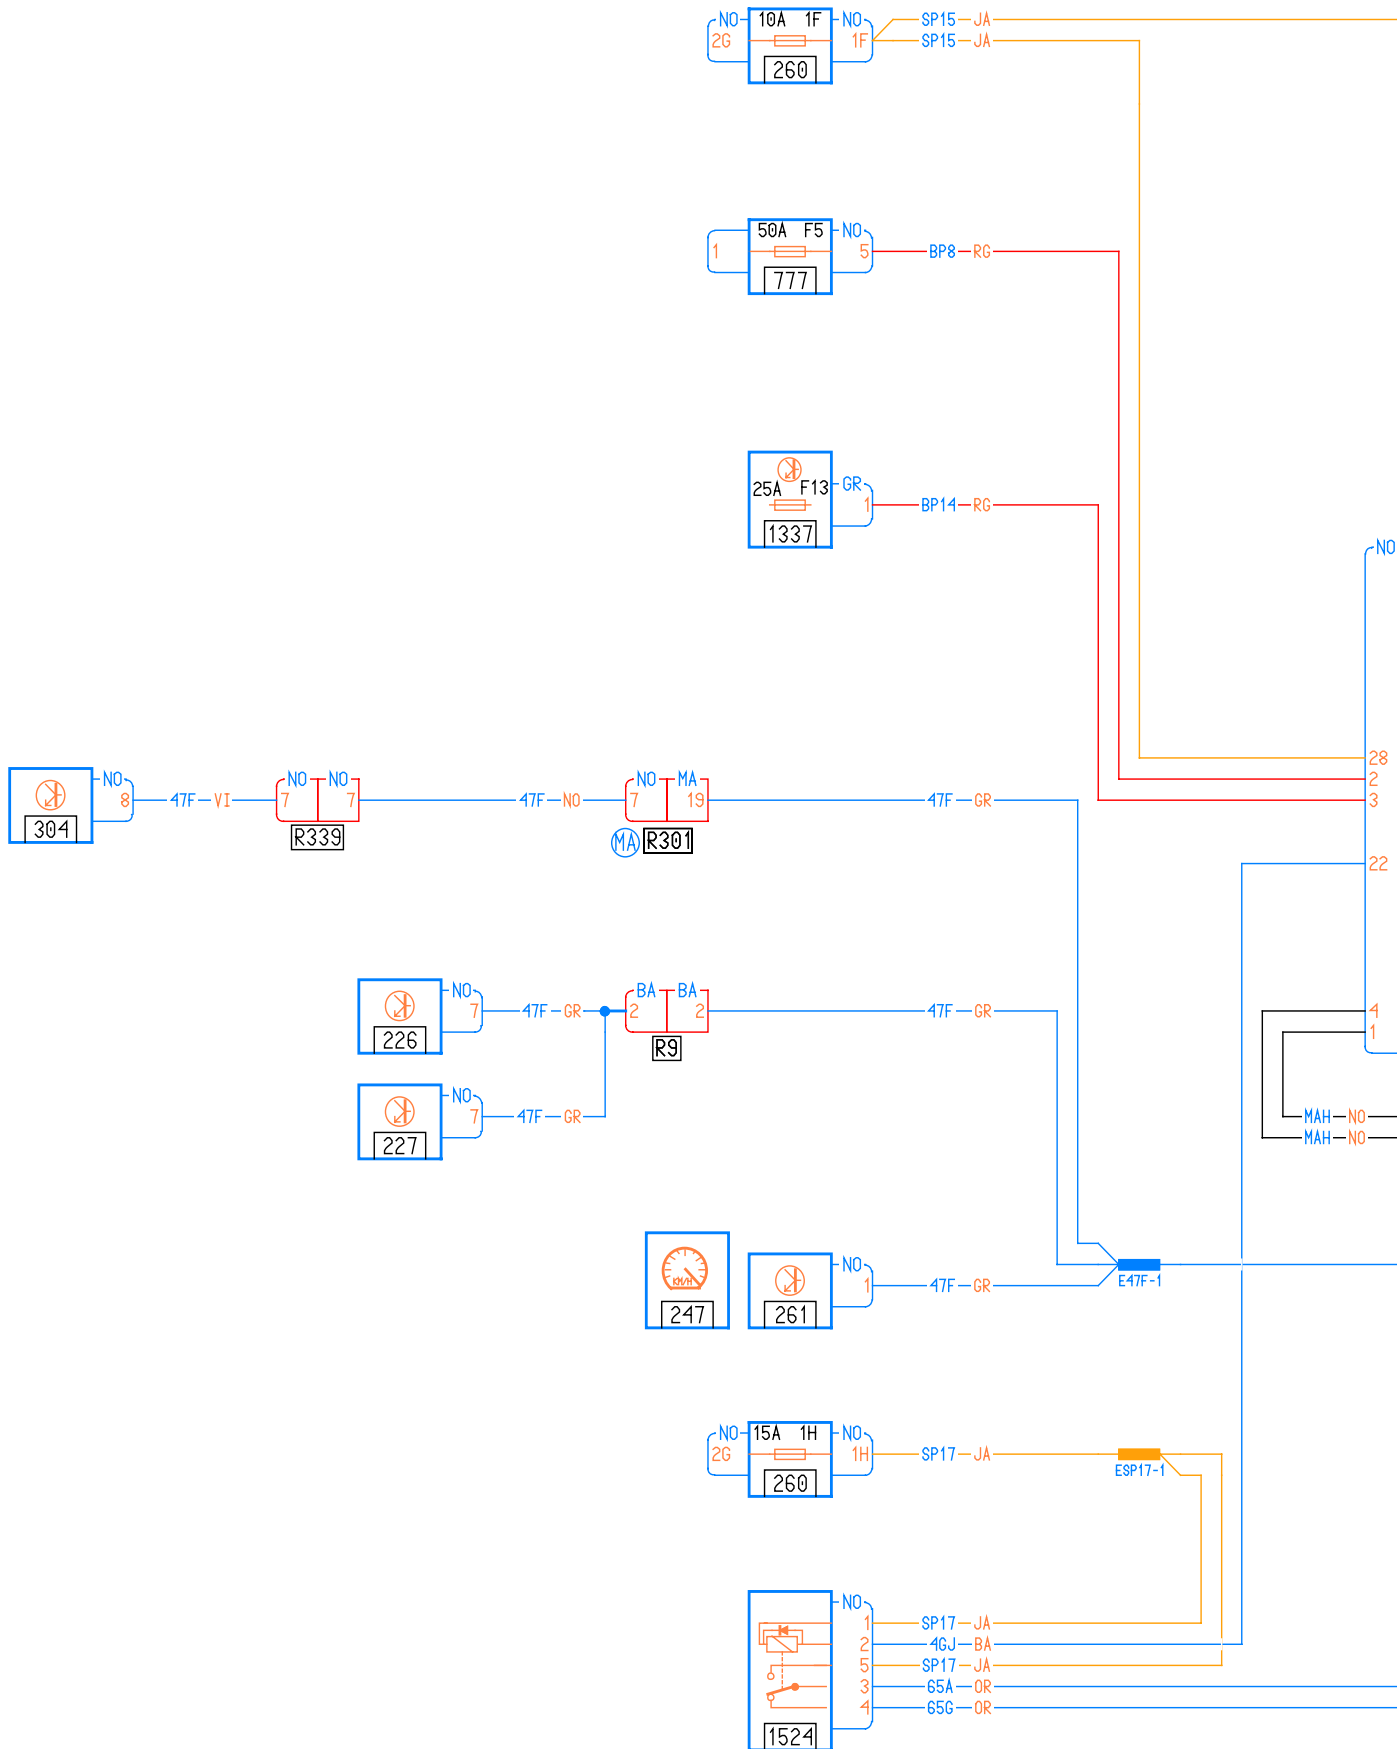 NO 10A 1F NO SP15 JA
2G 1F SP15 JA
260
50A F5 NO
1 5 BP8 RG
777
25A F13 GR
1 BP14 RG
1337
NO
28
2
3
NO NO NO NO MA
8 47F VI 7 7 47F NO 7 19 47F GR
304 R339 MA R301
22
NO BA BA
7 47F GR 2 2 47F GR 4
226 R9 1
NO
7 47F GR MAH NO
227 MAH NO
KM/H NO
1 47F GR E47F-1
247 261
NO 15A 1H NO
2G 1H SP17 JA
ESP17-1
260
NO
1 SP17 JA
2 4GJ BA
5 SP17 JA
3 65A OR
4 65G OR
1524